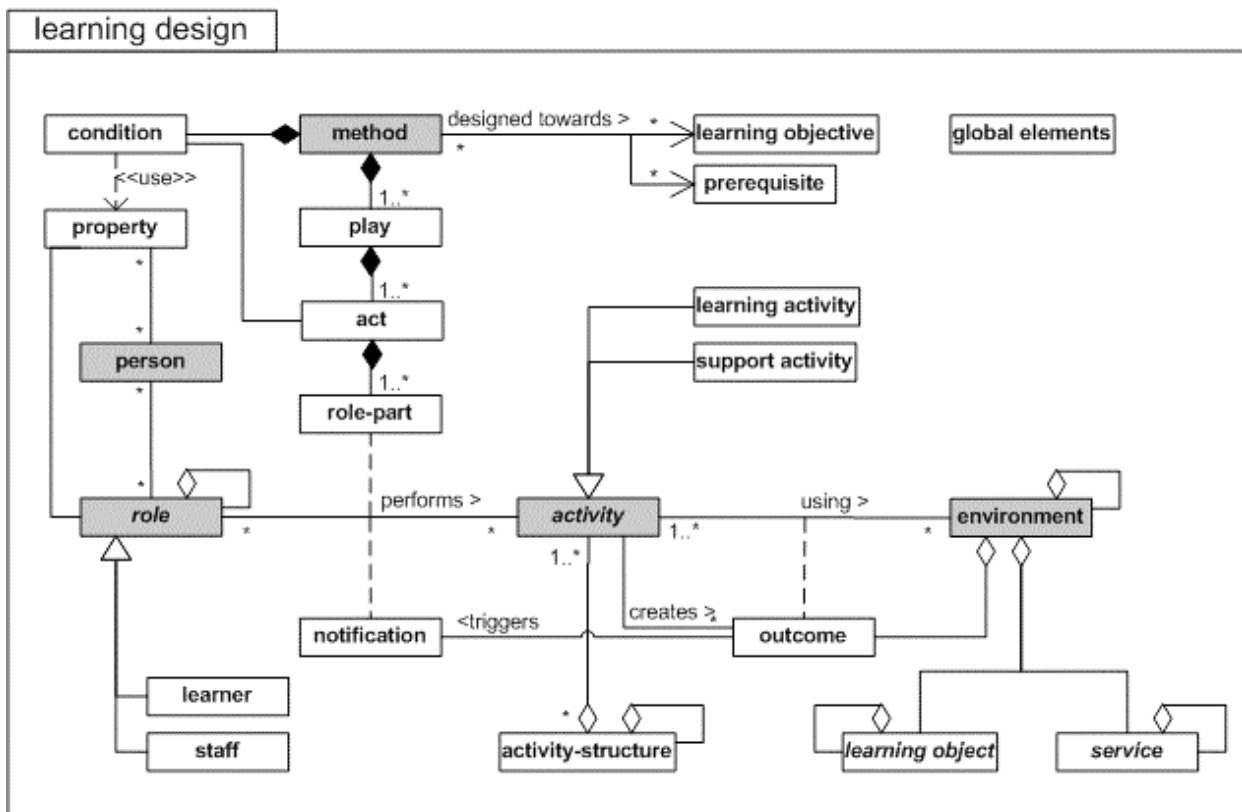 learning design
condition
method
designed towards >
*
*
learning objective
global elements
<<use>>
*
prerequisite
1..*
property
play
*
1..*
learning activity
act
*
person
support activity
*
1..*
role-part
*
performs >
using >
role
*
*
activity
1..*
*
environment
1..*
creates >
*
notification
<triggers
outcome
learner
*
staff
activity-structure
learning object
service